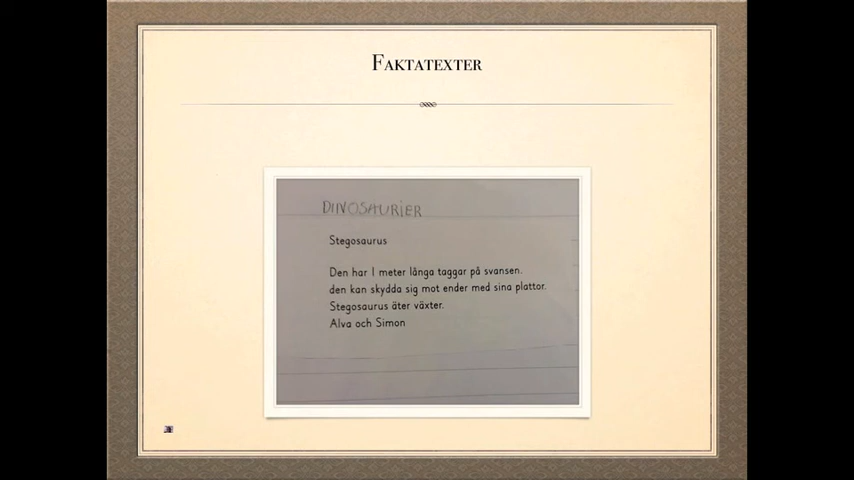 Faktatexter
DINOSAURIER
Stegosaurus
Den har 1 meter långa taggar på svansen.
den kan skydda sig mot ender med sina plattor.
Stegosaurus äter växter.
Alva och Simon